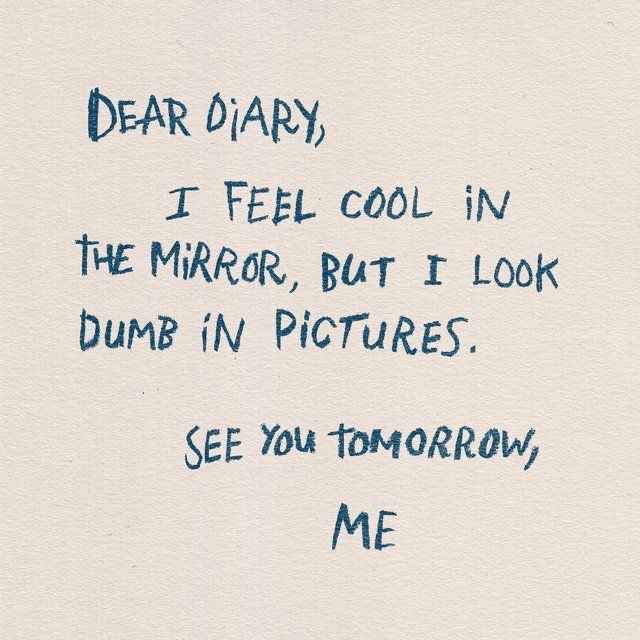 DEAR DiARY,
I FEEL COOL iN
THE MiRROR, BUT I LOOK
DUMB iN PiCTURES.
SEE YOU TOMORROW,
ME